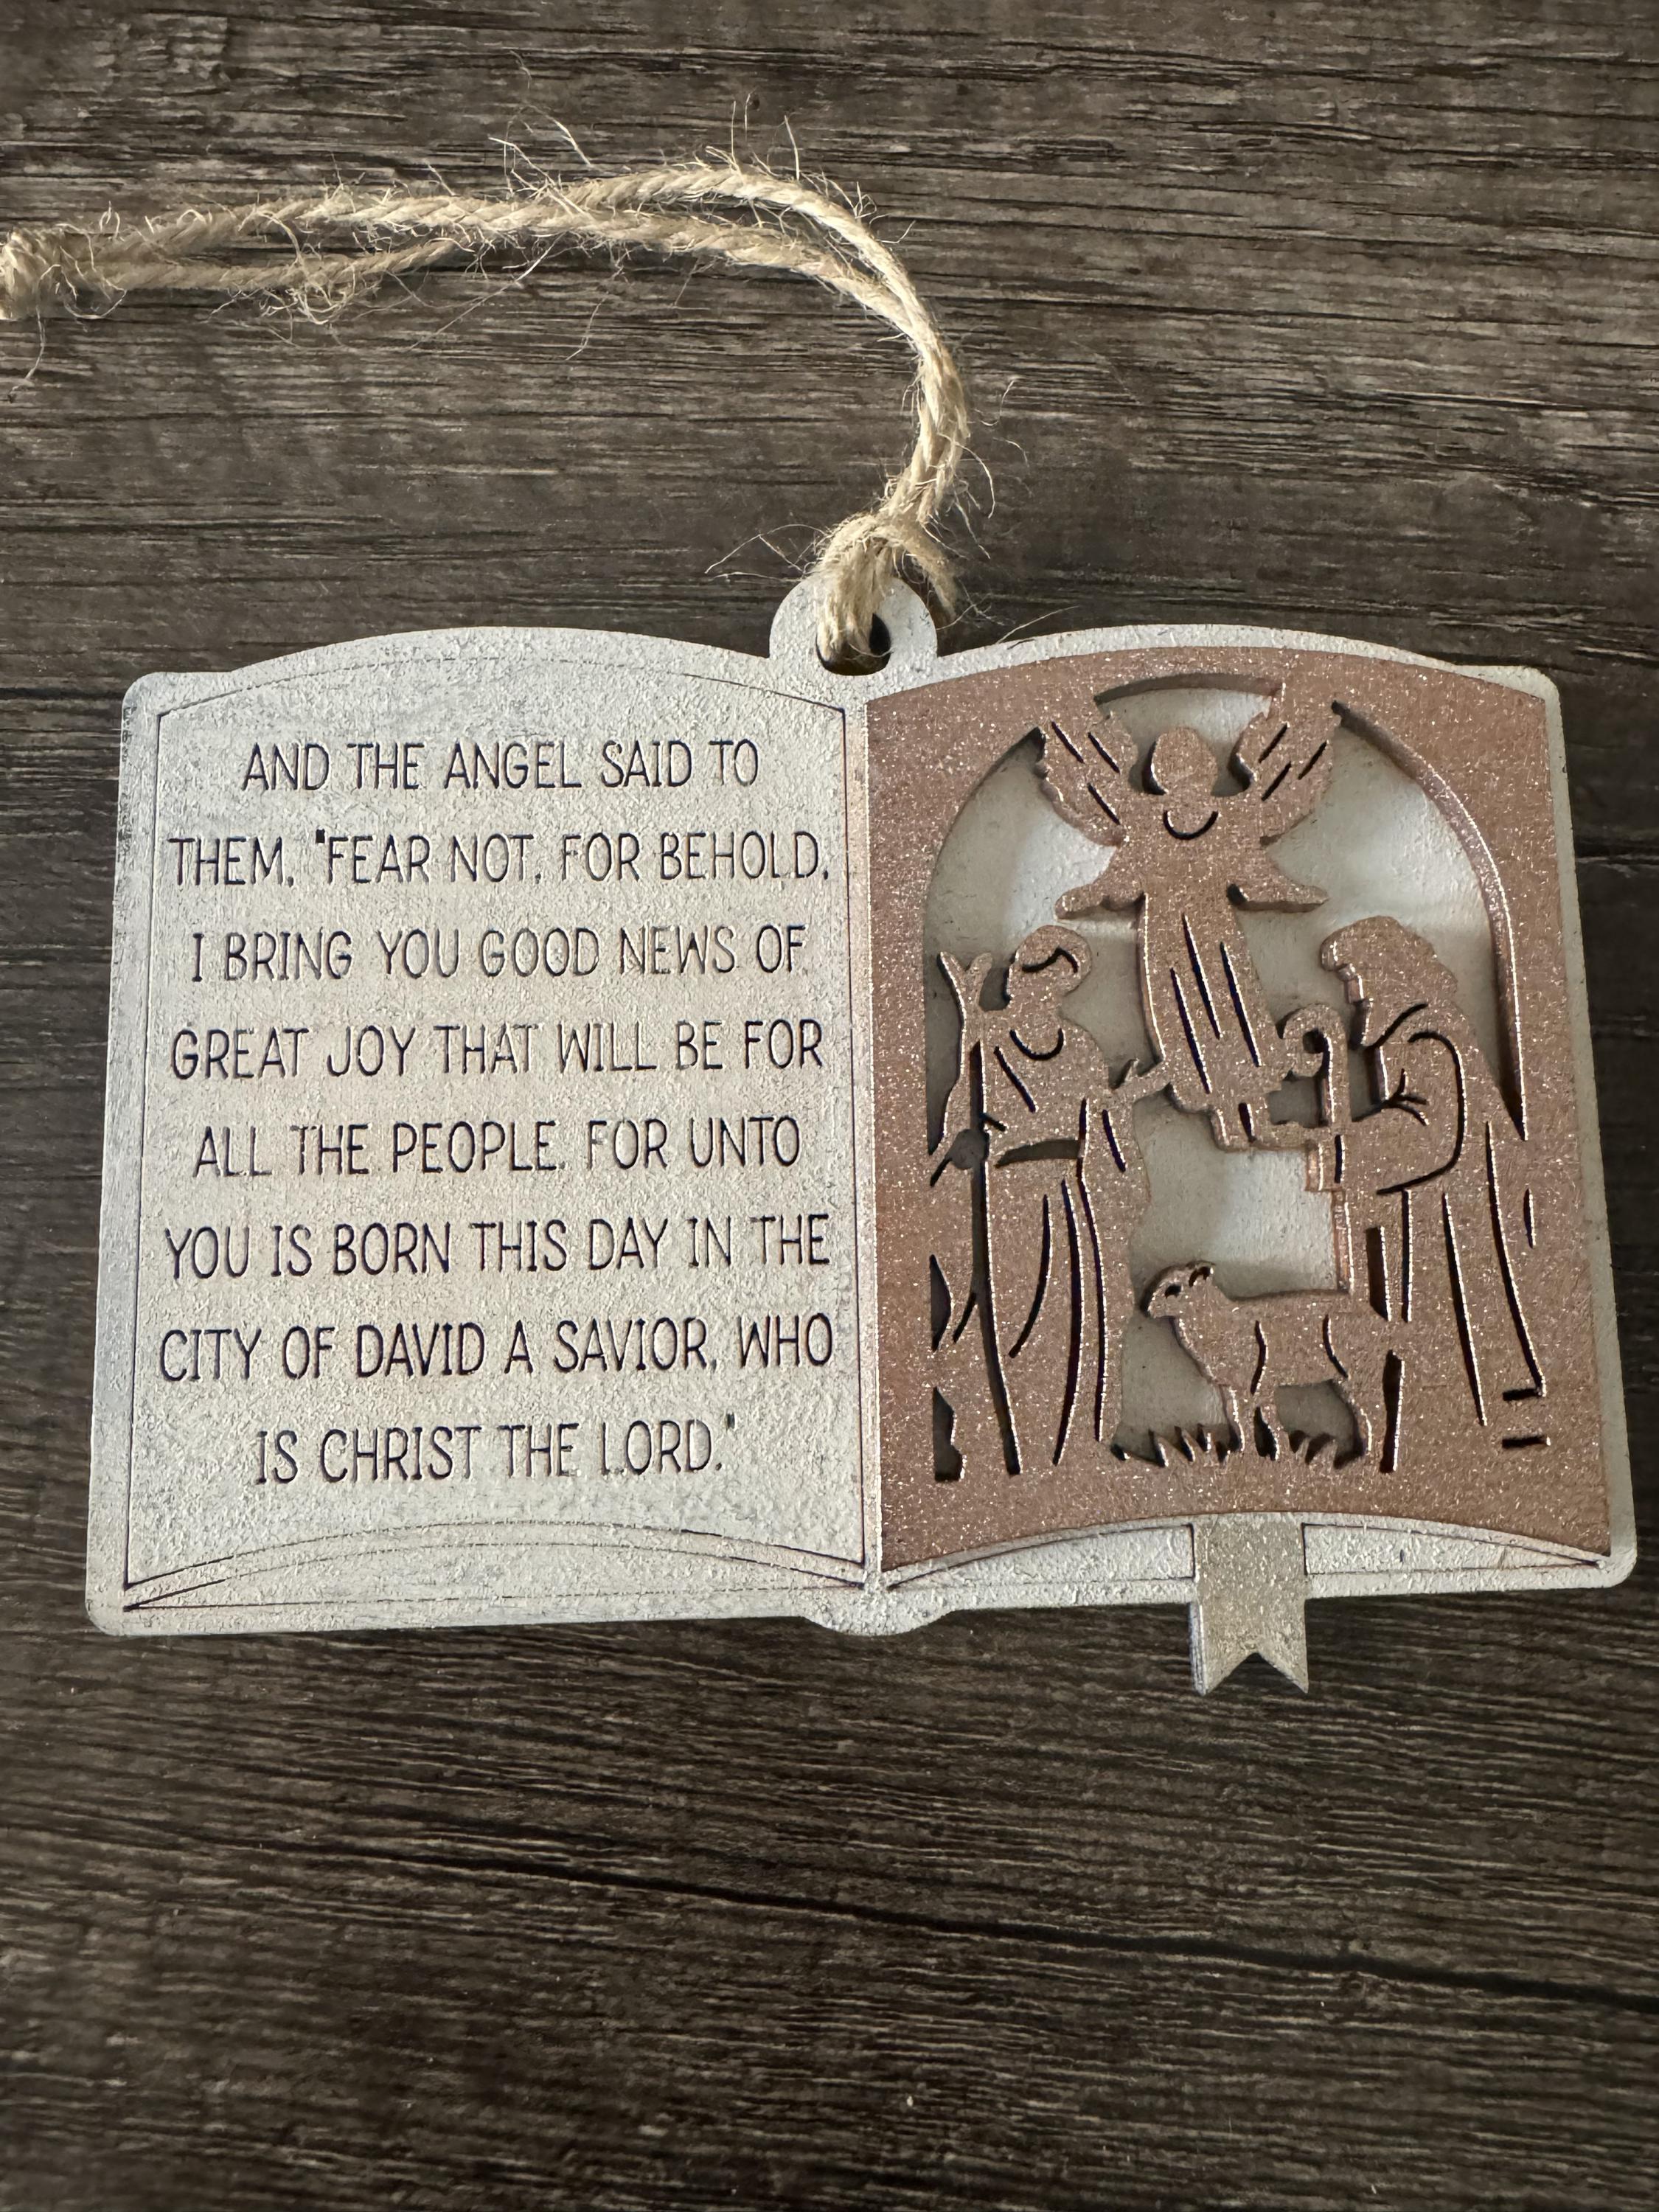 AND THE ANGEL SAID TO
THEM, "FEAR NOT, FOR BEHOLD,
I BRING YOU GOOD NEWS OF
GREAT JOY THAT WILL BE FOR
ALL THE PEOPLE. FOR UNTO
YOU IS BORN THIS DAY IN THE
CITY OF DAVID A SAVIOR, WHO
IS CHRIST THE LORD."